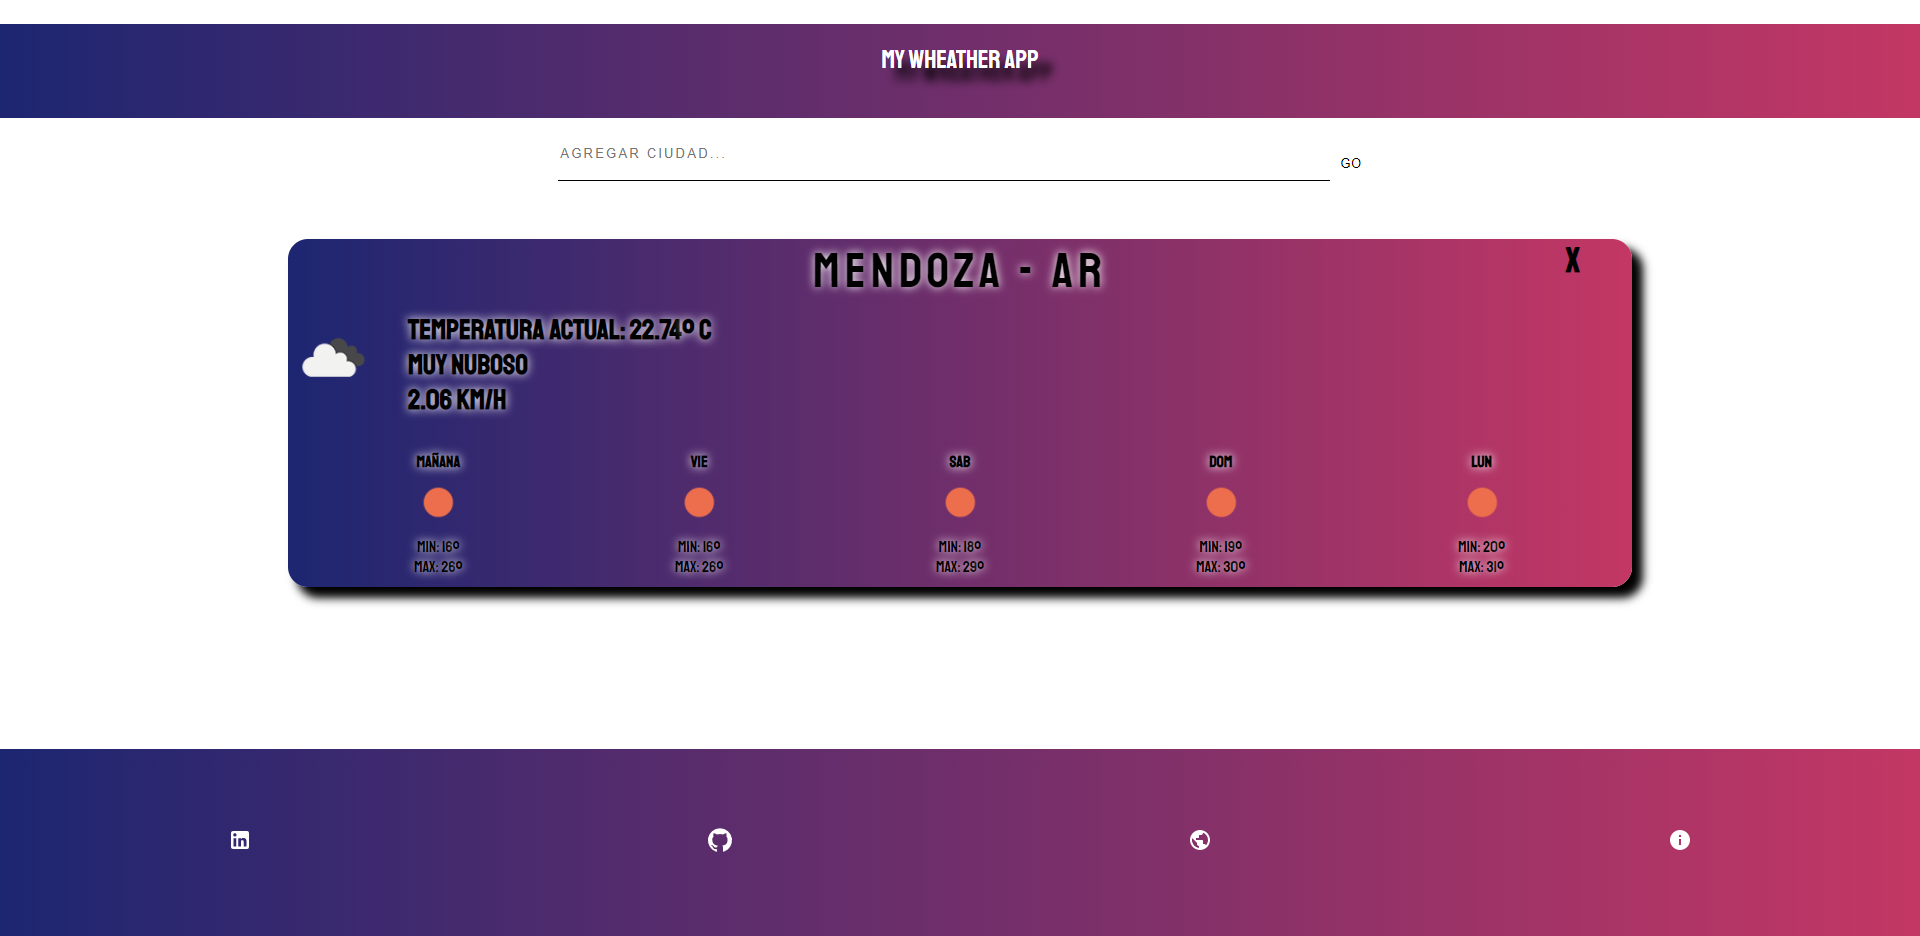 MY WHEATHER APP
AGREGAR CIUDAD...
GO
MENDOZA - AR
X
TEMPERATURA ACTUAL: 22.74º C
MUY NUBOSO
2.06 KM/H
MAÑANA
VIE
SAB
DOM
LUN
MIN: 16º
MIN: 16º
MIN: 18º
MIN: 19º
MIN: 20º
MAX: 26º
MAX: 26º
MAX: 29º
MAX: 30º
MAX: 31º
in